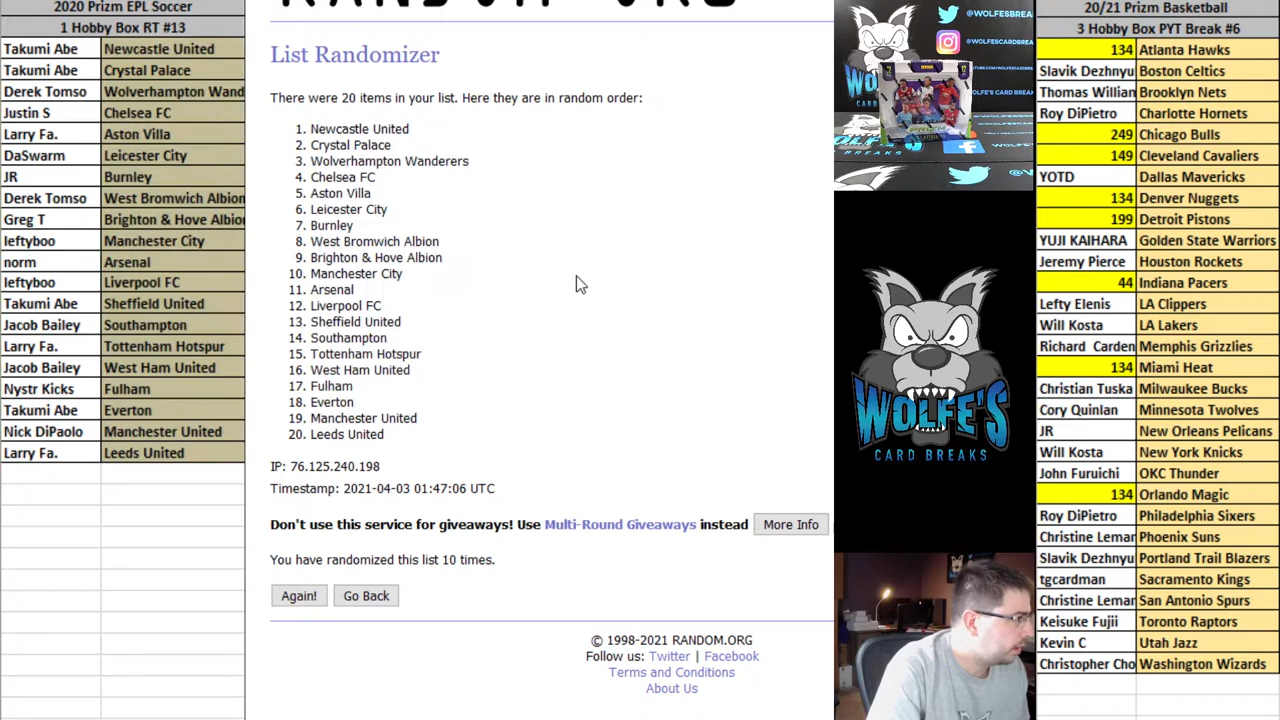 2020 Prizm EPL Soccer
1 Hobby Box RT #13
Takumi Abe Newcastle United
Takumi Abe Crystal Palace
Derek Tomso Wolverhampton Wand
Justin S Chelsea FC
Larry Fa. Aston Villa
DaSwarm Leicester City
JR Burnley
Derek Tomso West Bromwich Albion
Greg T Brighton & Hove Albion
leftyboo Manchester City
norm Arsenal
leftyboo Liverpool FC
Takumi Abe Sheffield United
Jacob Bailey Southampton
Larry Fa. Tottenham Hotspur
Jacob Bailey West Ham United
Nystr Kicks Fulham
Takumi Abe Everton
Nick DiPaolo Manchester United
Larry Fa. Leeds United
RANDOM.ORG
List Randomizer
There were 20 items in your list. Here they are in random order:
1. Newcastle United
2. Crystal Palace
3. Wolverhampton Wanderers
4. Chelsea FC
5. Aston Villa
6. Leicester City
7. Burnley
8. West Bromwich Albion
9. Brighton & Hove Albion
10. Manchester City
11. Arsenal
12. Liverpool FC
13. Sheffield United
14. Southampton
15. Tottenham Hotspur
16. West Ham United
17. Fulham
18. Everton
19. Manchester United
20. Leeds United
IP: 76.125.240.198
Timestamp: 2021-04-03 01:47:06 UTC
Don't use this service for giveaways! Use Multi-Round Giveaways instead More Info
You have randomized this list 10 times.
Again! Go Back
© 1998-2021 RANDOM.ORG
Follow us: Twitter | Facebook
Terms and Conditions
About Us
@WOLFESBREAK
@WOLFESCARDBREA
WOLFE'S
CARD BREAKS
20/21 Prizm Basketball
3 Hobby Box PYT Break #6
134 Atlanta Hawks
Slavik Dezhnyu Boston Celtics
Thomas Willian Brooklyn Nets
Roy DiPietro Charlotte Hornets
249 Chicago Bulls
149 Cleveland Cavaliers
YOTD Dallas Mavericks
134 Denver Nuggets
199 Detroit Pistons
YUJI KAIHARA Golden State Warriors
Jeremy Pierce Houston Rockets
44 Indiana Pacers
Lefty Elenis LA Clippers
Will Kosta LA Lakers
Richard Carden Memphis Grizzlies
134 Miami Heat
Christian Tuska Milwaukee Bucks
Cory Quinlan Minnesota Twolves
JR New Orleans Pelicans
Will Kosta New York Knicks
John Furuichi OKC Thunder
134 Orlando Magic
Roy DiPietro Philadelphia Sixers
Christine Lemar Phoenix Suns
Slavik Dezhnyu Portland Trail Blazers
tgcardman Sacramento Kings
Christine Lemar San Antonio Spurs
Keisuke Fujii Toronto Raptors
Kevin C Utah Jazz
Christopher Cho Washington Wizards